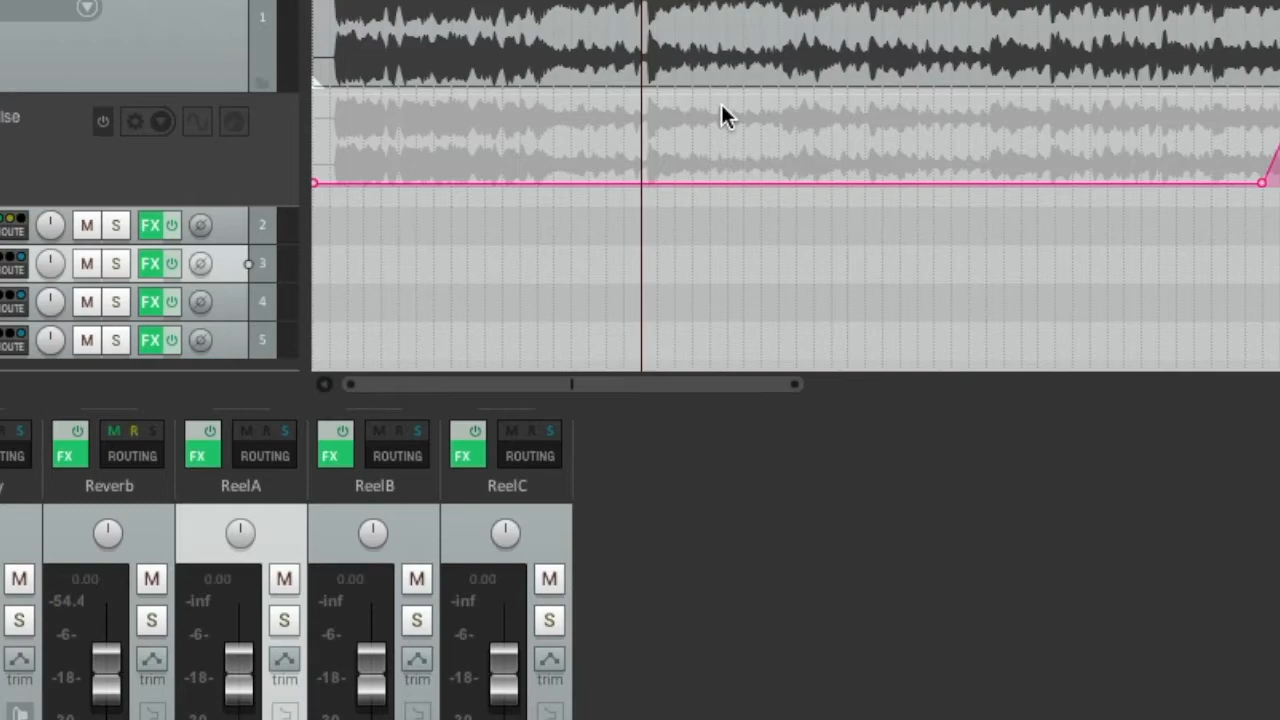 1
lse
OUTE M S FX 2
OUTE M S FX 3
OUTE M S FX 4
OUTE M S FX 5
S M R S M R S M R S M R S
TING FX ROUTING FX ROUTING FX ROUTING FX ROUTING
y Reverb ReelA ReelB ReelC
M 0.00 M 0.00 M 0.00 M 0.00 M
-54.4 -inf -inf -inf
S S S S S
-6- -6- -6- -6-
trim -18- trim -18- trim -18- trim -18- trim